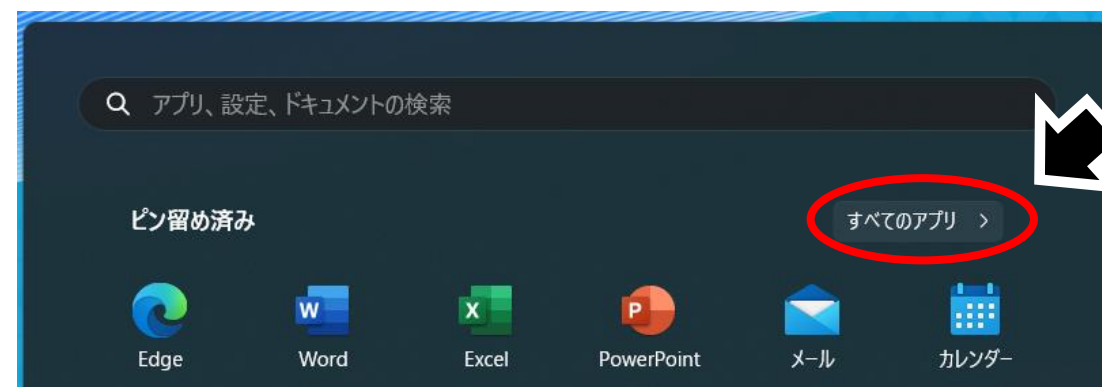 アプリ、設定、ドキュメントの検索
ピン留め済み
すべてのアプリ >
W
X
P
Edge
Word
Excel
PowerPoint
メール
カレンダー